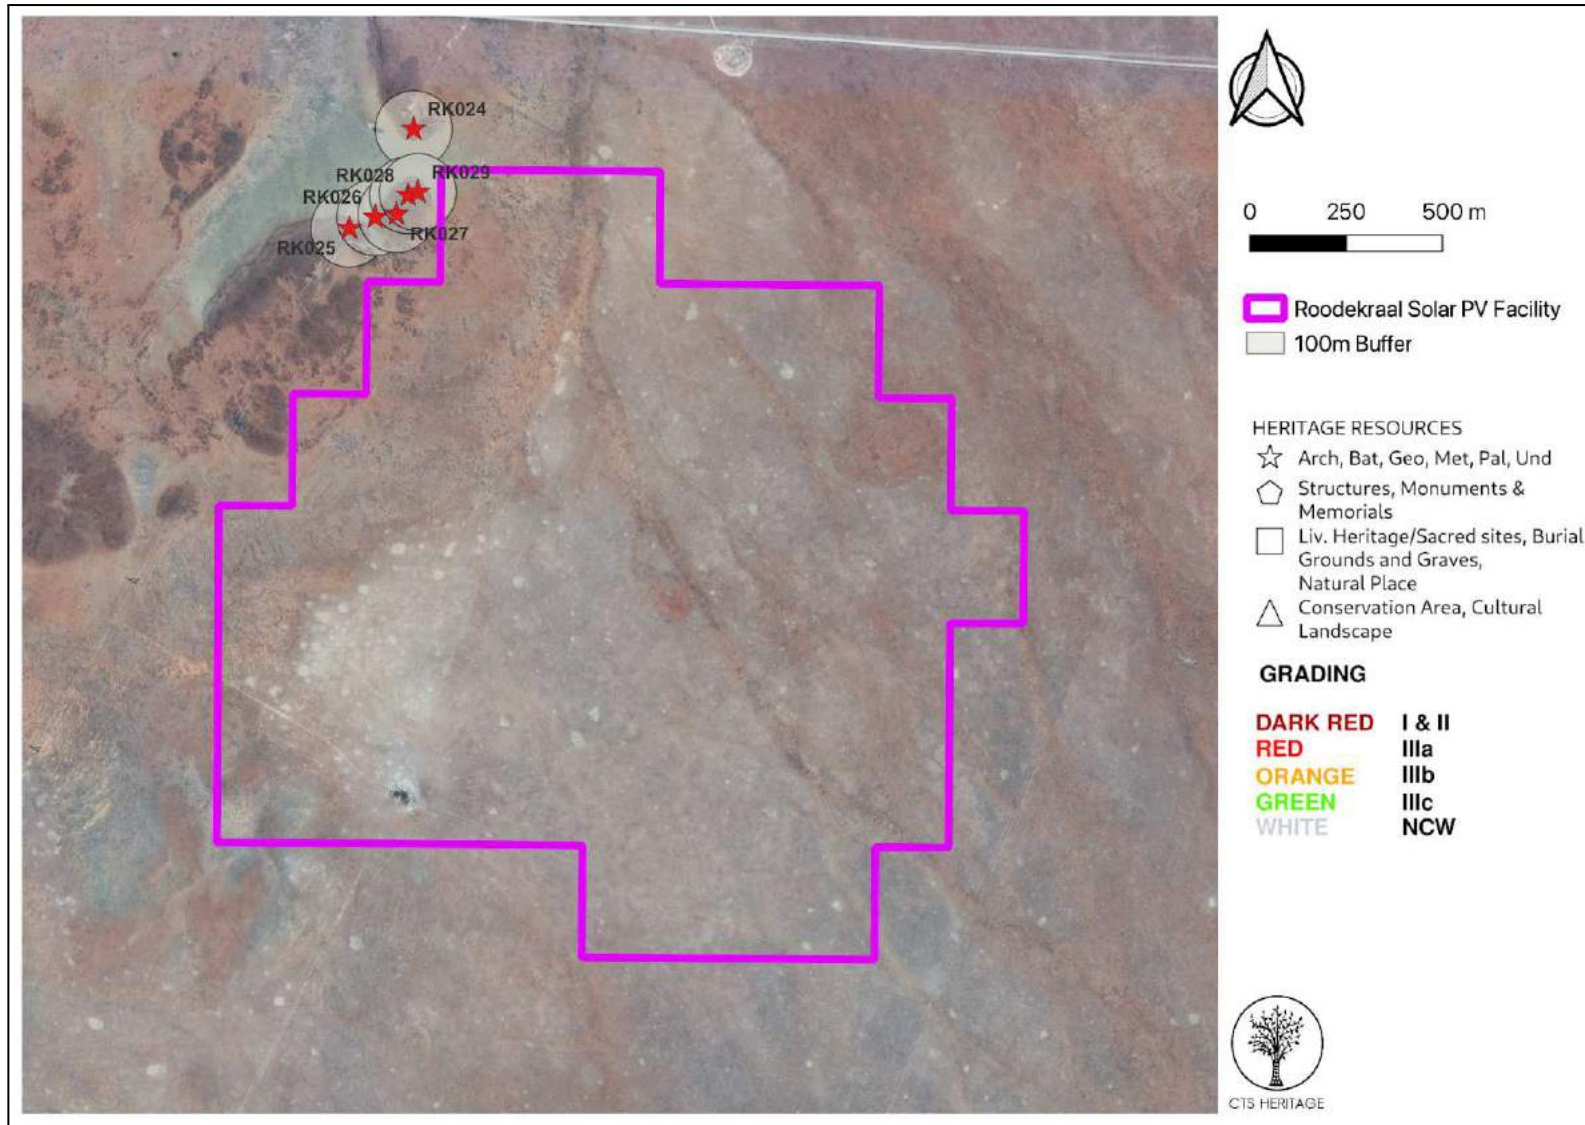 RK024
RK028
RK029
RK026
RK027
RK025
0 250 500 m
Roodekraal Solar PV Facility
100m Buffer
HERITAGE RESOURCES
Arch, Bat, Geo, Met, Pal, Und
Structures, Monuments &
Memorials
Liv. Heritage/Sacred sites, Burial
Grounds and Graves,
Natural Place
Conservation Area, Cultural
Landscape
GRADING
DARK RED I & II
RED IIIa
ORANGE IIIb
GREEN IIIc
WHITE NCW
CTS HERITAGE